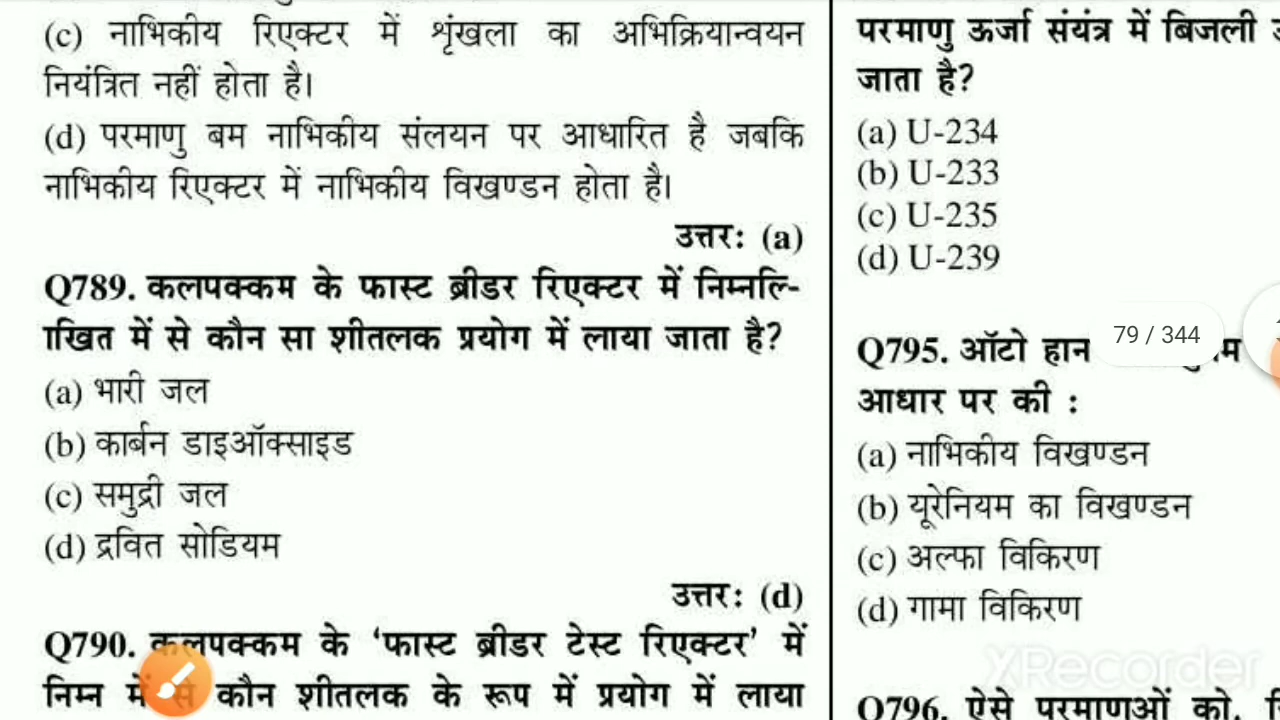 (c) नाभिकीय रिएक्टर में शृंखला का अभिक्रियान्वयन
नियंत्रित नहीं होता है।
(d) परमाणु बम नाभिकीय संलयन पर आधारित है जबकि
नाभिकीय रिएक्टर में नाभिकीय विखण्डन होता है।
उत्तरः (a)
Q789. कलपक्कम के फास्ट ब्रीडर रिएक्टर में निम्नलि-
खित में से कौन सा शीतलक प्रयोग में लाया जाता है?
(a) भारी जल
(b) कार्बन डाइऑक्साइड
(c) समुद्री जल
(d) द्रवित सोडियम
उत्तरः (d)
Q790. कलपक्कम के ‘फास्ट ब्रीडर टेस्ट रिएक्टर’ में
निम्न में से कौन शीतलक के रूप में प्रयोग में लाया
परमाणु ऊर्जा संयंत्र में बिजली
जाता है?
(a) U-234
(b) U-233
(c) U-235
(d) U-239
79 / 344
Q795. ऑटो हान
आधार पर की :
(a) नाभिकीय विखण्डन
(b) यूरेनियम का विखण्डन
(c) अल्फा विकिरण
(d) गामा विकिरण
XRecorder
Q796. ऐसे परमाणुओं को,